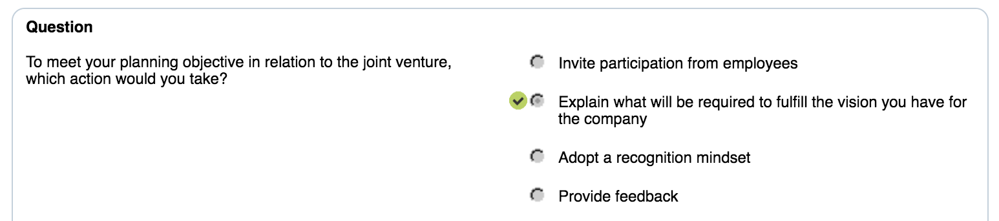 Question
To meet your planning objective in relation to the joint venture,
which action would you take?
Invite participation from employees
Explain what will be required to fulfill the vision you have for
the company
Adopt a recognition mindset
Provide feedback